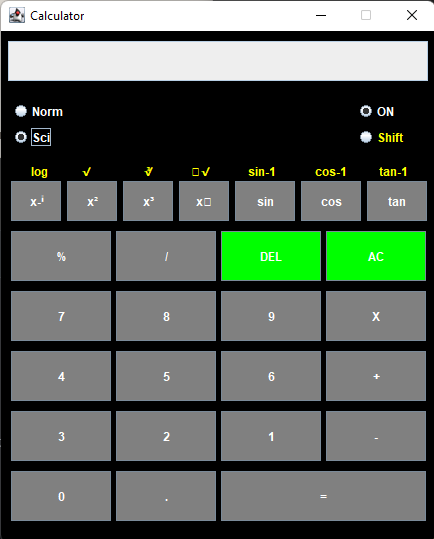 Calculator
Norm ON
Sci Shift
log √ ∛ √ sin-1 cos-1 tan-1
x-ⁱ x² x³ x sin cos tan
% / DEL AC
7 8 9 X
4 5 6 +
3 2 1 -
0 . =